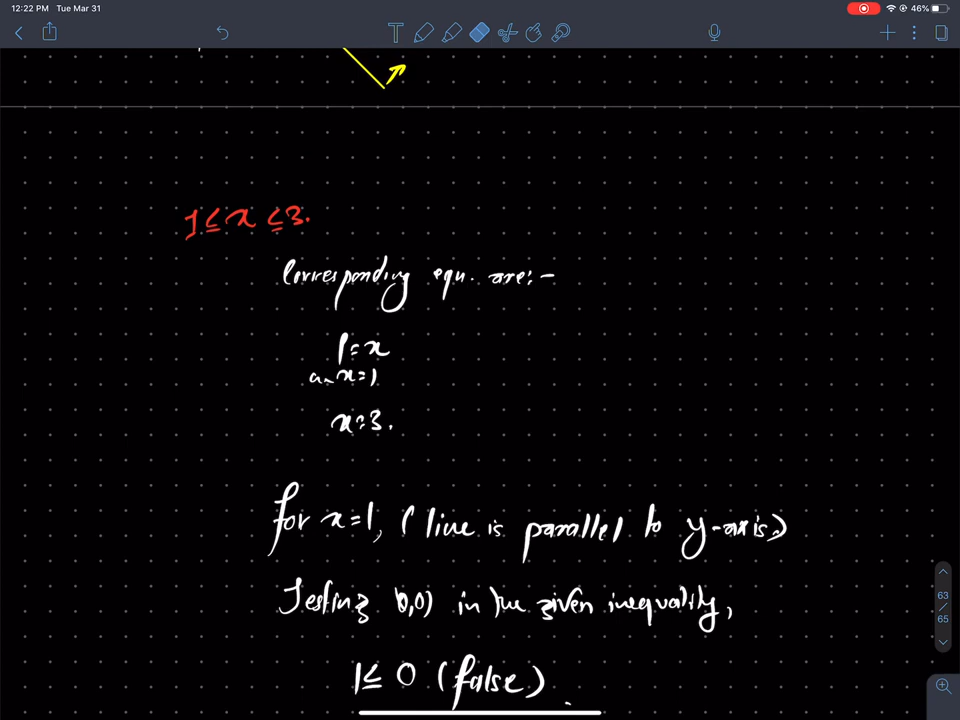 12:22 PM Tue Mar 31
46%
1 ≤ x ≤ 3.
Corresponding eqn. are:-
1 = x
x = 1
x = 3.
for x = 1, ( line is parallel to y-axis.)
Testing (0,0) in the given inequality,
63
/
65
1 ≤ 0 (false)